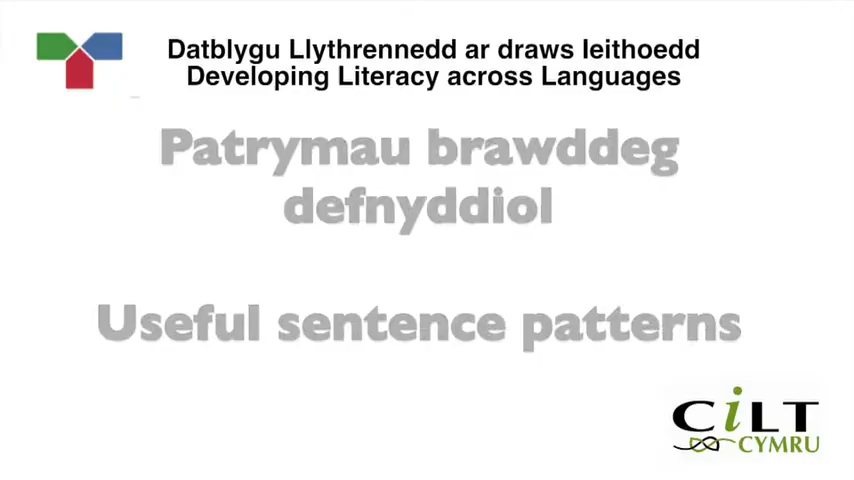 Datblygu Llythrennedd ar draws Ieithoedd
Developing Literacy across Languages
Patrymau brawddeg
defnyddiol
Useful sentence patterns
CiLT
CYMRU